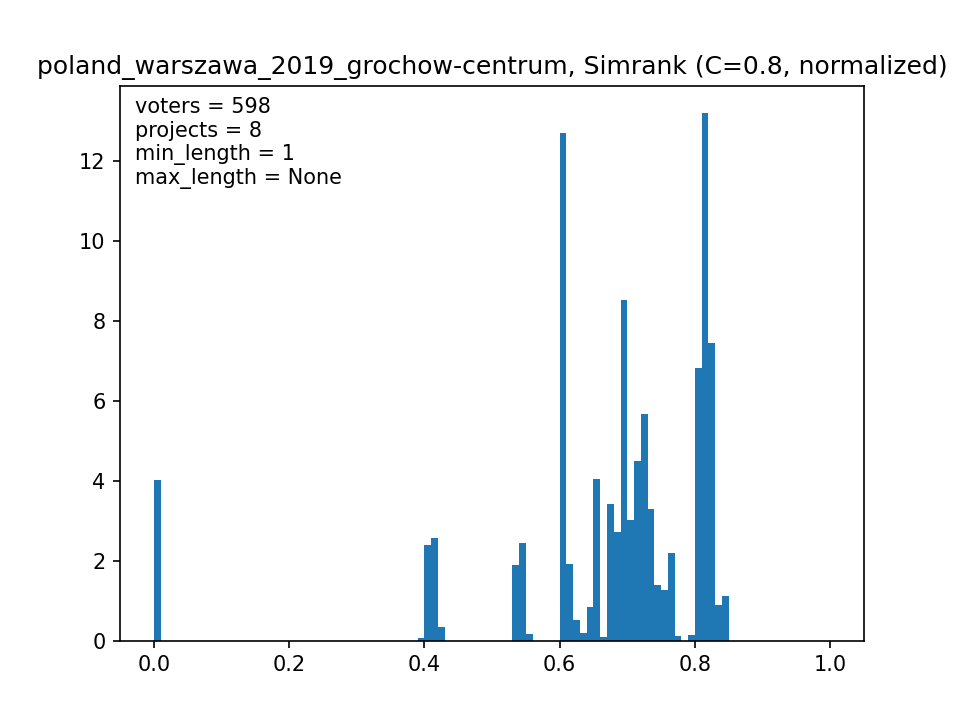 poland_warszawa_2019_grochow-centrum, Simrank (C=0.8, normalized)
voters = 598
projects = 8
min_length = 1
max_length = None
12
10
8
6
4
2
0
0.0 0.2 0.4 0.6 0.8 1.0